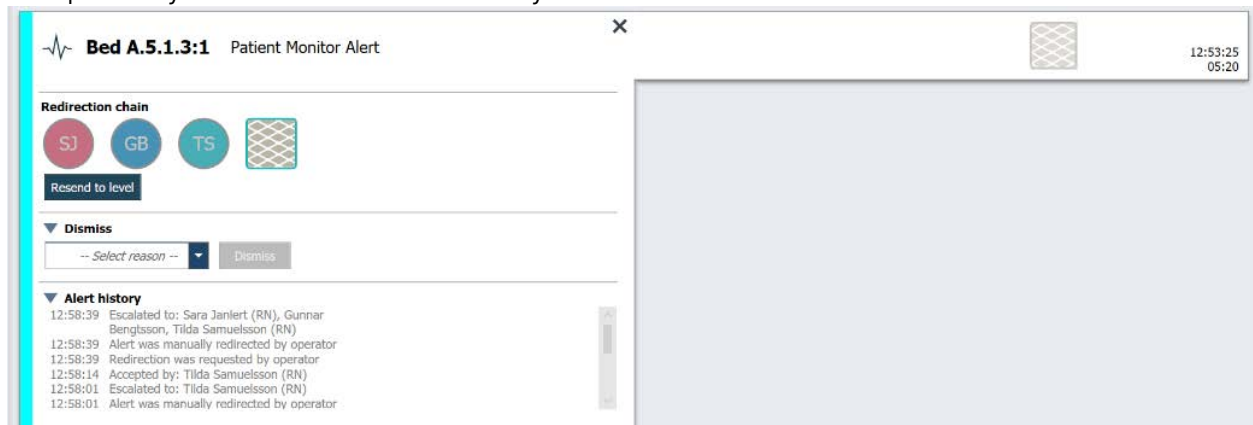 Bed A.5.1.3:1 Patient Monitor Alert
12:53:25
05:20
Redirection chain
SJ GB TS
Resend to level
Dismiss
-- Select reason -- Dismiss
Alert history
12:58:39 Escalated to: Sara Janlert (RN), Gunnar
Bengtsson, Tilda Samuelsson (RN)
12:58:39 Alert was manually redirected by operator
12:58:39 Redirection was requested by operator
12:58:14 Accepted by: Tilda Samuelsson (RN)
12:58:01 Escalated to: Tilda Samuelsson (RN)
12:58:01 Alert was manually redirected by operator